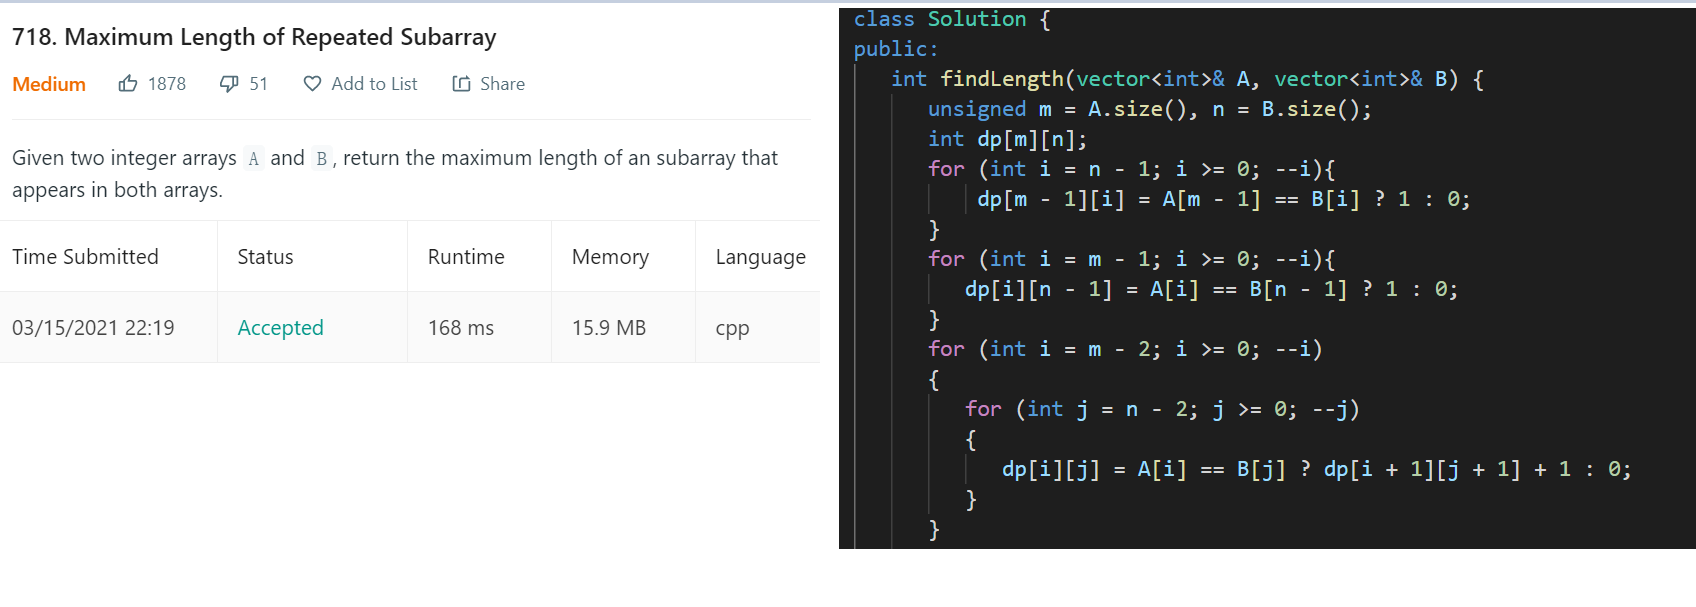 718. Maximum Length of Repeated Subarray
Medium 1878 51 Add to List Share
Given two integer arrays A and B, return the maximum length of an subarray that
appears in both arrays.
Time Submitted Status Runtime Memory Language
03/15/2021 22:19 Accepted 168 ms 15.9 MB cpp
class Solution {
public:
int findLength(vector<int>& A, vector<int>& B) {
unsigned m = A.size(), n = B.size();
int dp[m][n];
for (int i = n - 1; i >= 0; --i){
dp[m - 1][i] = A[m - 1] == B[i] ? 1 : 0;
}
for (int i = m - 1; i >= 0; --i){
dp[i][n - 1] = A[i] == B[n - 1] ? 1 : 0;
}
for (int i = m - 2; i >= 0; --i)
{
for (int j = n - 2; j >= 0; --j)
{
dp[i][j] = A[i] == B[j] ? dp[i + 1][j + 1] + 1 : 0;
}
}